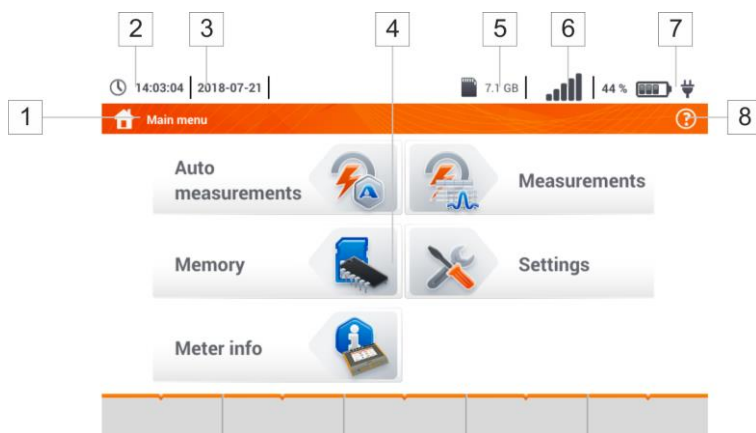 2 3 4 5 6 7
14:03:04 2018-07-21 7.1 GB 44 %
1 Main menu ? 8
Auto
measurements
Measurements
Memory
Settings
Meter info